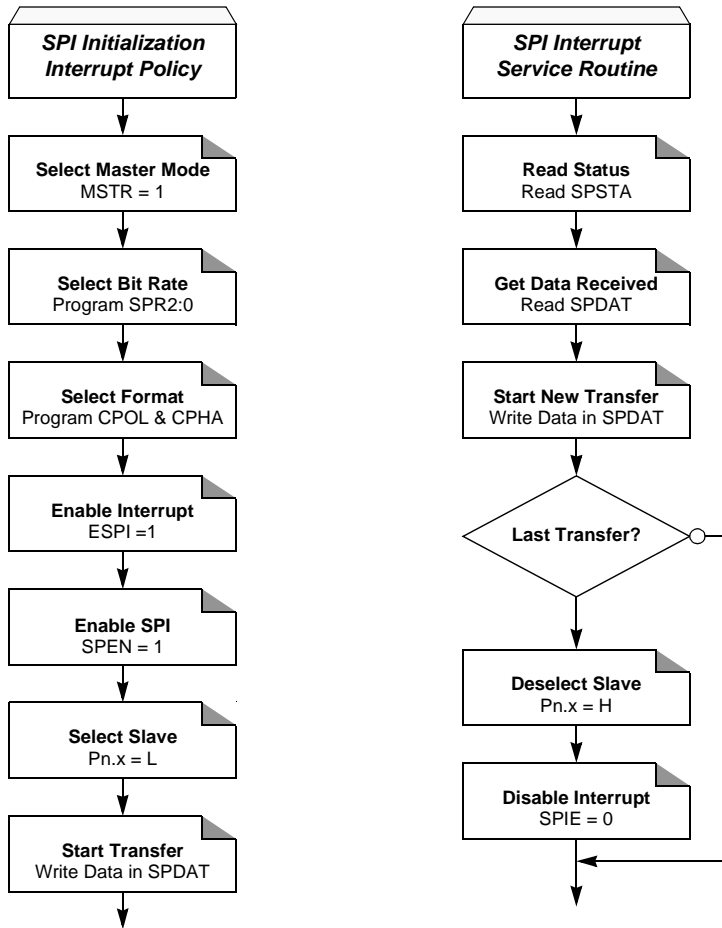 SPI Initialization
Interrupt Policy
Select Master Mode
MSTR = 1
Select Bit Rate
Program SPR2:0
Select Format
Program CPOL & CPHA
Enable Interrupt
ESPI =1
Enable SPI
SPEN = 1
Select Slave
Pn.x = L
Start Transfer
Write Data in SPDAT
SPI Interrupt
Service Routine
Read Status
Read SPSTA
Get Data Received
Read SPDAT
Start New Transfer
Write Data in SPDAT
Last Transfer?
Deselect Slave
Pn.x = H
Disable Interrupt
SPIE = 0